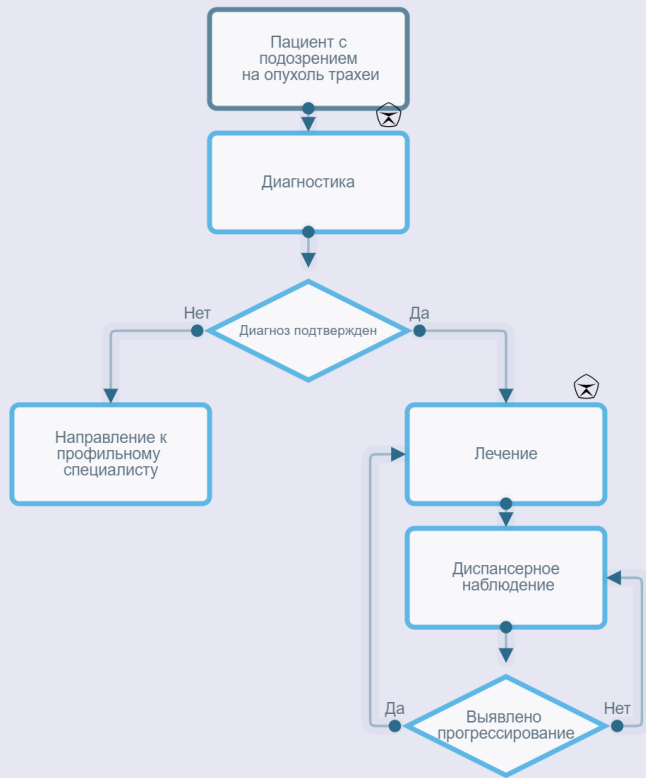 Пациент с
подозрением
на опухоль трахеи
Диагностика
Нет
Диагноз подтвержден
Да
Направление к
профильному
специалисту
Лечение
Диспансерное
наблюдение
Да
Выявлено
прогрессирование
Нет